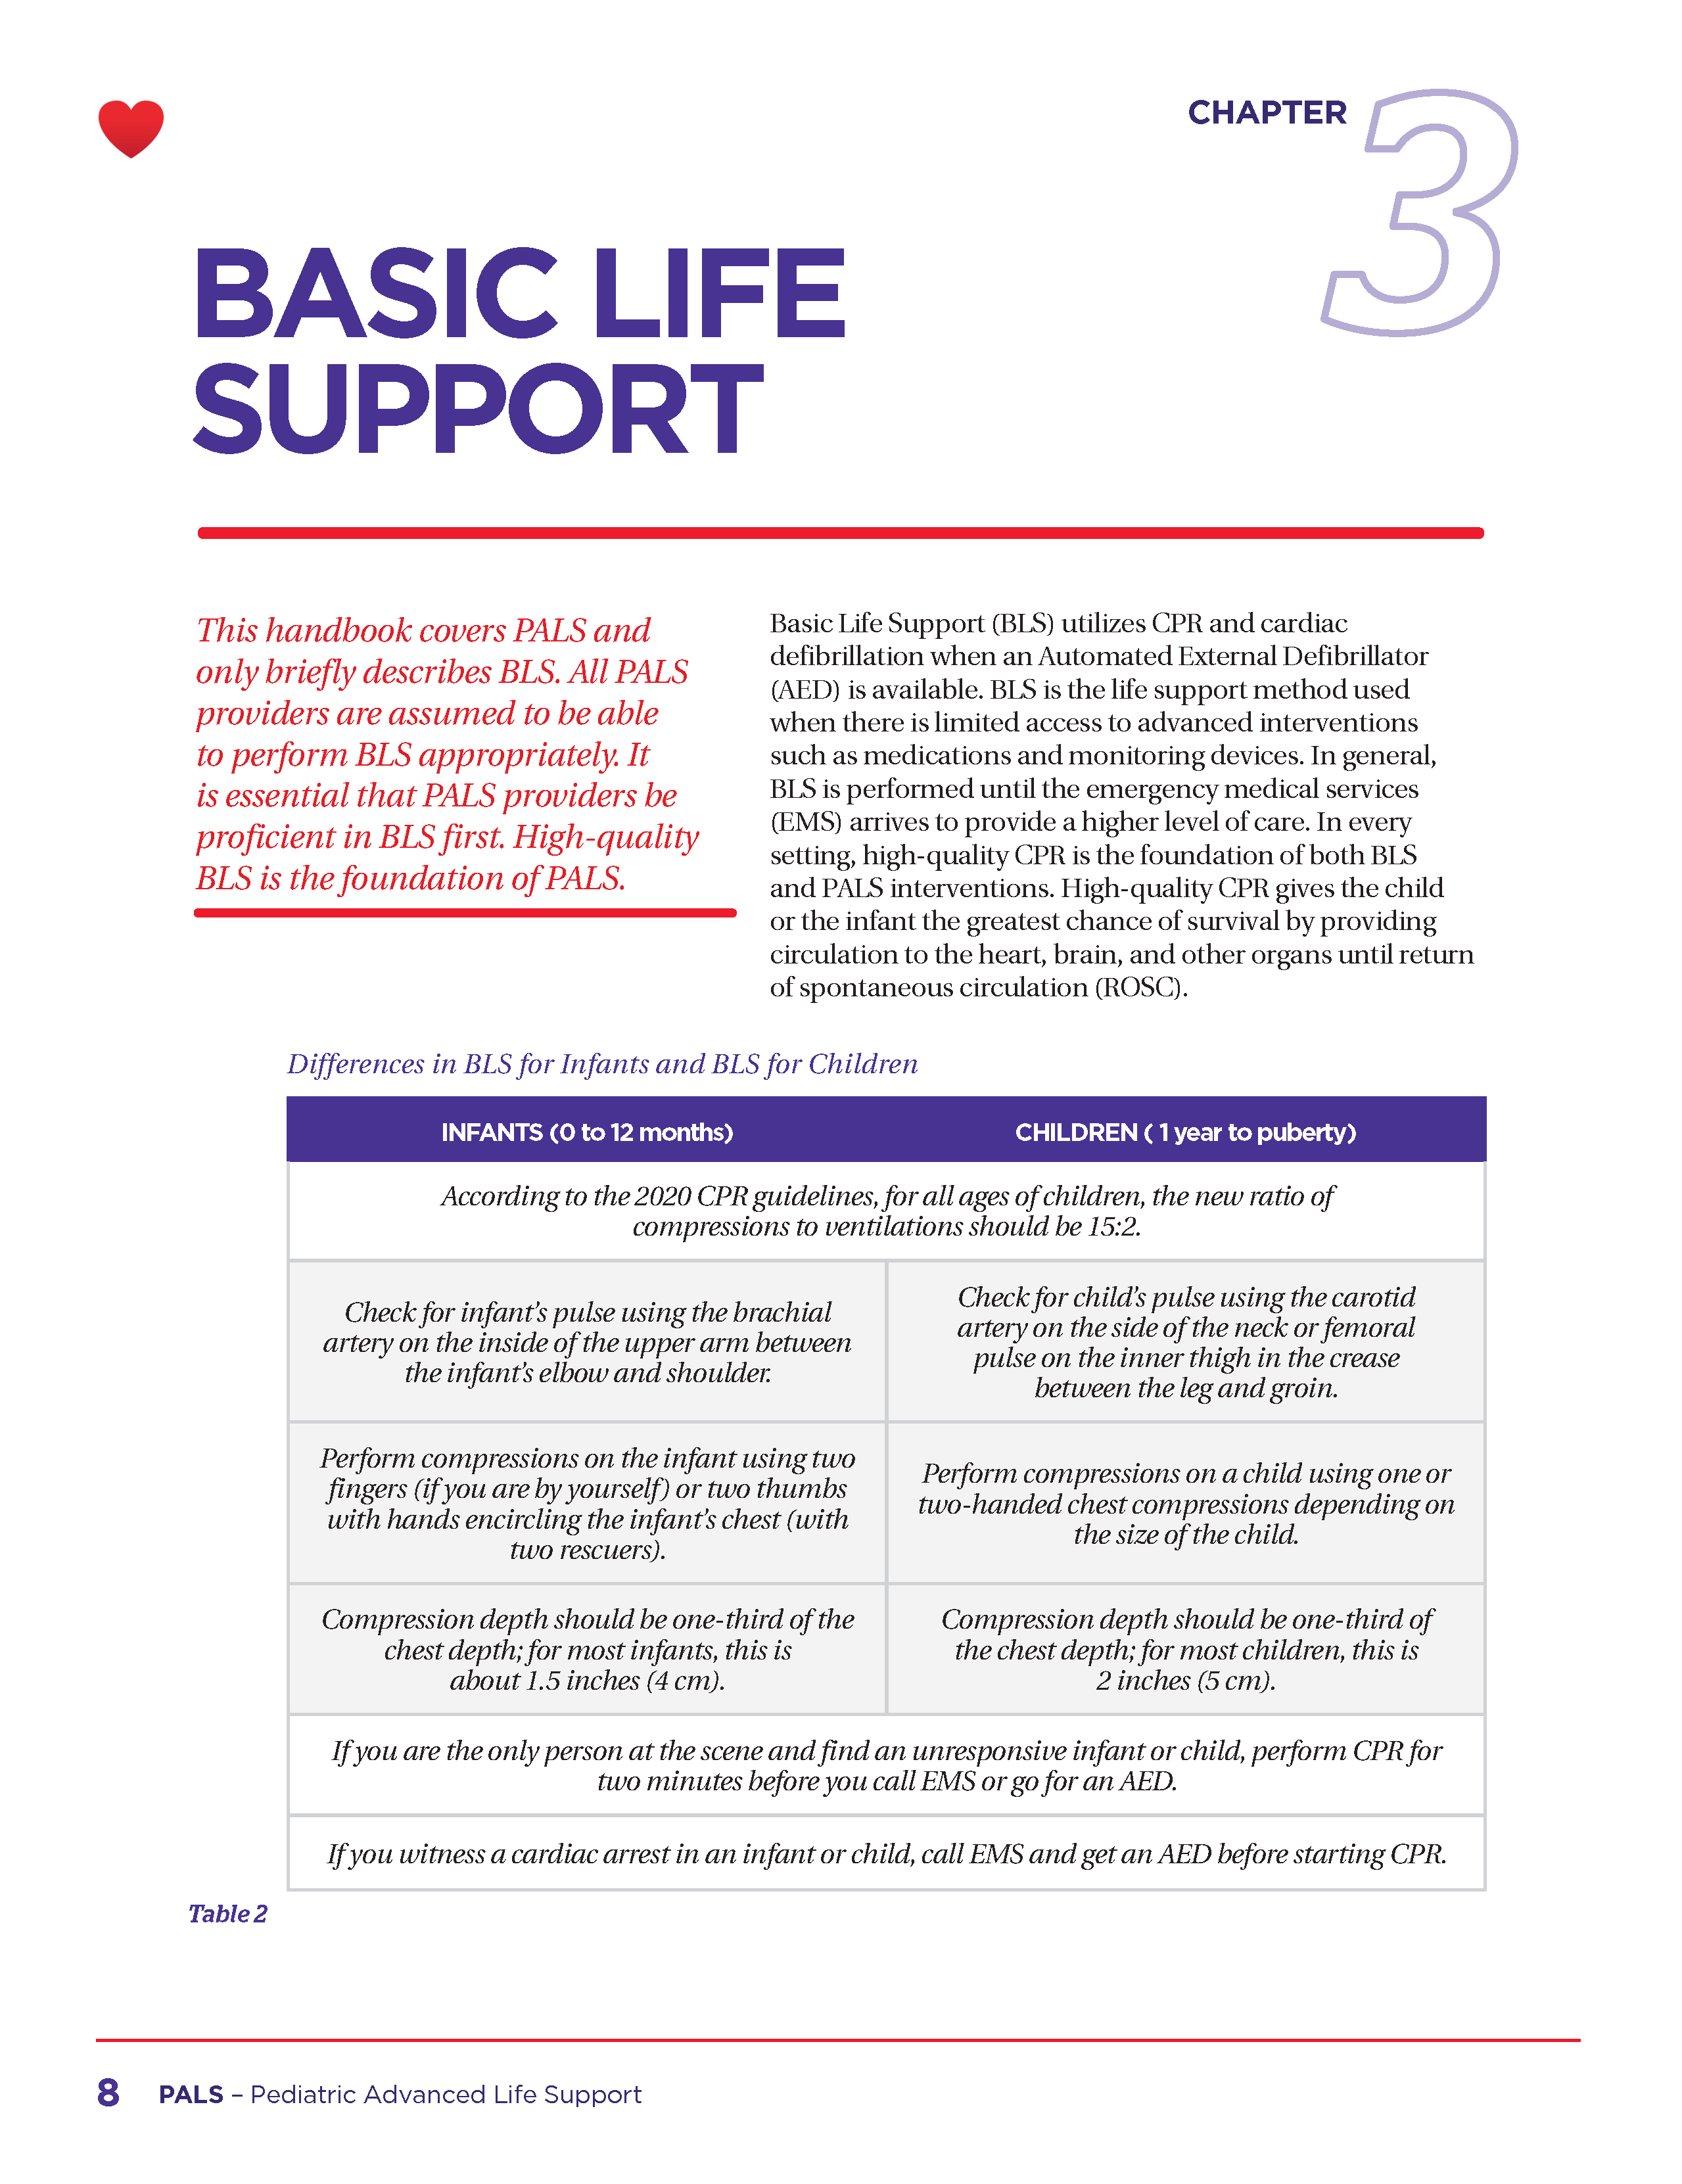 CHAPTER 3
BASIC LIFE
SUPPORT
This handbook covers PALS and
only briefly describes BLS. All PALS
providers are assumed to be able
to perform BLS appropriately. It
is essential that PALS providers be
proficient in BLS first. High-quality
BLS is the foundation of PALS.
Basic Life Support (BLS) utilizes CPR and cardiac
defibrillation when an Automated External Defibrillator
(AED) is available. BLS is the life support method used
when there is limited access to advanced interventions
such as medications and monitoring devices. In general,
BLS is performed until the emergency medical services
(EMS) arrives to provide a higher level of care. In every
setting, high-quality CPR is the foundation of both BLS
and PALS interventions. High-quality CPR gives the child
or the infant the greatest chance of survival by providing
circulation to the heart, brain, and other organs until return
of spontaneous circulation (ROSC).
Differences in BLS for Infants and BLS for Children
INFANTS (0 to 12 months)
CHILDREN ( 1 year to puberty)
According to the 2020 CPR guidelines, for all ages of children, the new ratio of
compressions to ventilations should be 15:2.
Check for infant's pulse using the brachial
artery on the inside of the upper arm between
the infant's elbow and shoulder.
Check for child's pulse using the carotid
artery on the side of the neck or femoral
pulse on the inner thigh in the crease
between the leg and groin.
Perform compressions on the infant using two
fingers (if you are by yourself) or two thumbs
with hands encircling the infant's chest (with
two rescuers).
Perform compressions on a child using one or
two-handed chest compressions depending on
the size of the child.
Compression depth should be one-third of the
chest depth; for most infants, this is
about 1.5 inches (4 cm).
Compression depth should be one-third of
the chest depth; for most children, this is
2 inches (5 cm).
If you are the only person at the scene and find an unresponsive infant or child, perform CPR for
two minutes before you call EMS or go for an AED.
If you witness a cardiac arrest in an infant or child, call EMS and get an AED before starting CPR.
Table 2
8 PALS – Pediatric Advanced Life Support